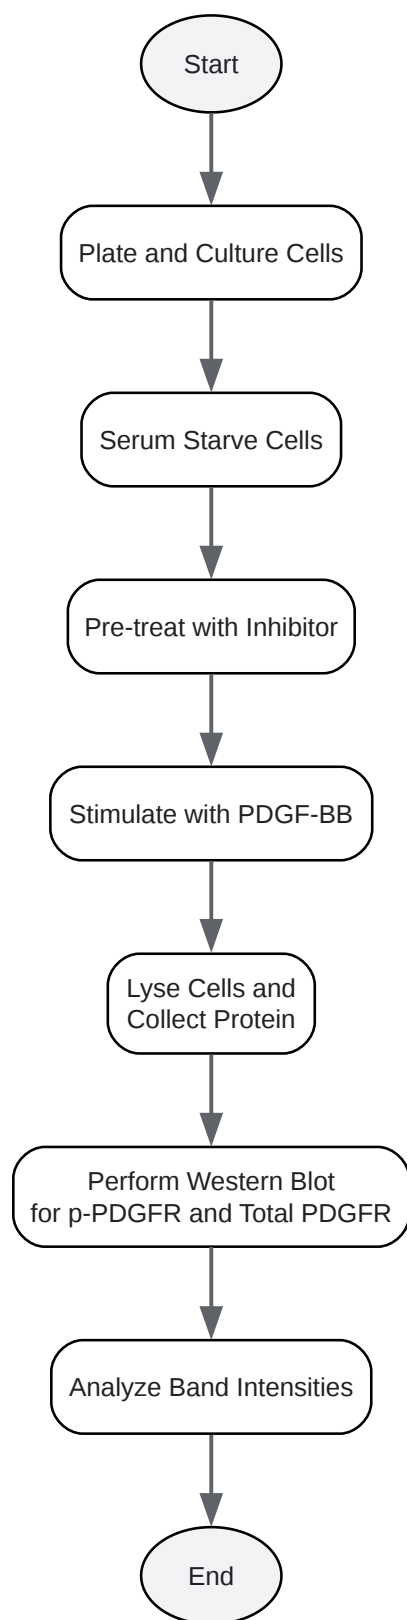 Start
Plate and Culture Cells
Serum Starve Cells
Pre-treat with Inhibitor
Stimulate with PDGF-BB
Lyse Cells and
Collect Protein
Perform Western Blot
for p-PDGFR and Total PDGFR
Analyze Band Intensities
End